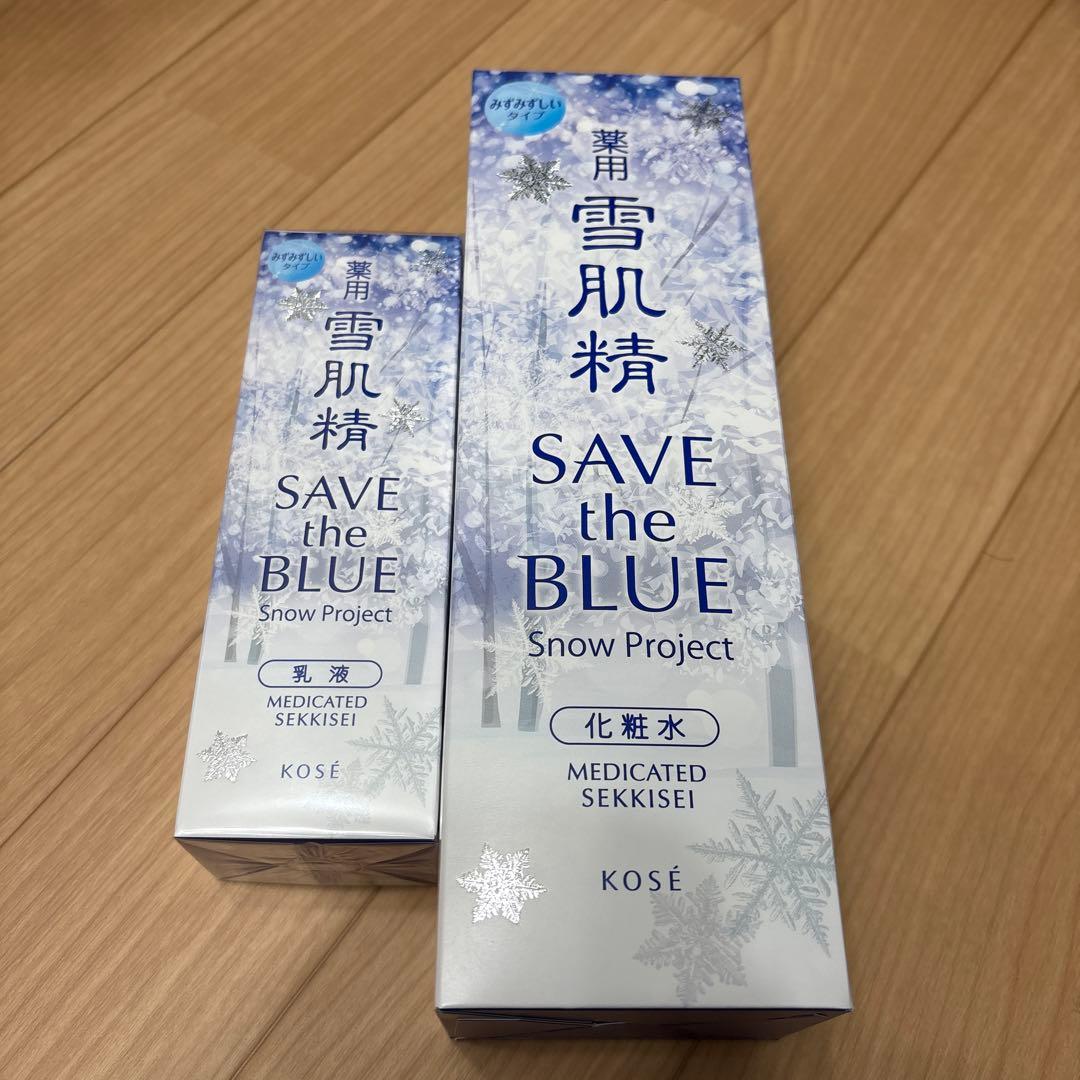 みずみずしい
タイプ
薬用
雪肌精
SAVE
the
BLUE
Snow Project
乳液
MEDICATED
SEKKISEI
KOSÉ
みずみずしい
タイプ
薬用
雪肌精
SAVE
the
BLUE
Snow Project
化粧水
MEDICATED
SEKKISEI
KOSÉ